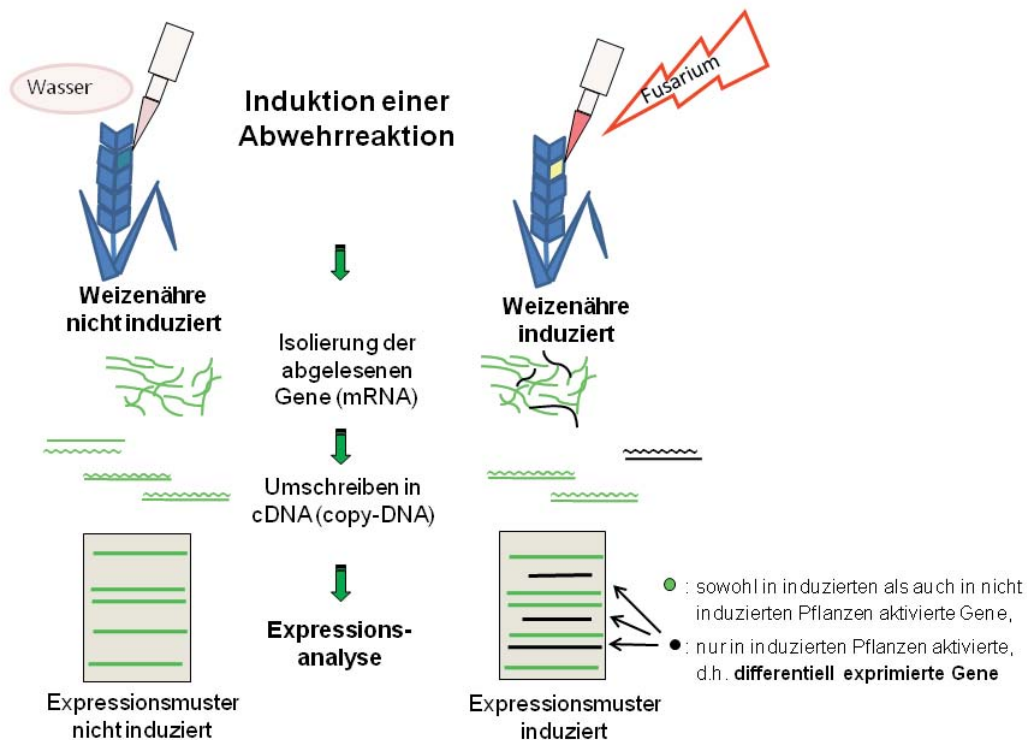 Wasser
Induktion einer
Abwehrreaktion
Fusarium
Weizenähre
nicht induziert
Weizenähre
induziert
Isolierung der
abgelesenen
Gene (mRNA)
Umschreiben in
cDNA (copy-DNA)
Expressions-
analyse
Expressionsmuster
nicht induziert
Expressionsmuster
induziert
: sowohl in induzierten als auch in nicht
induzierten Pflanzen aktivierte Gene,
: nur in induzierten Pflanzen aktivierte,
d.h. differentiell exprimierte Gene